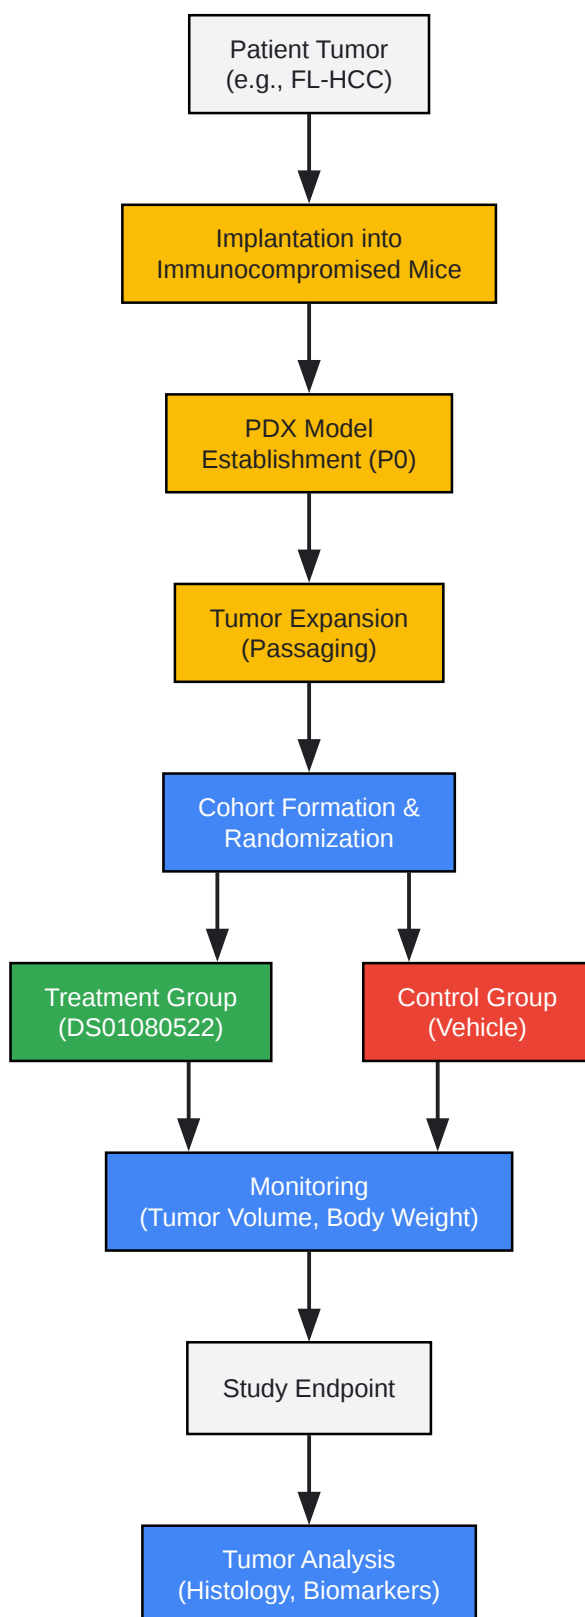 Patient Tumor
(e.g., FL-HCC)
Implantation into
Immunocompromised Mice
PDX Model
Establishment (P0)
Tumor Expansion
(Passaging)
Cohort Formation &
Randomization
Treatment Group
(DS01080522)
Control Group
(Vehicle)
Monitoring
(Tumor Volume, Body Weight)
Study Endpoint
Tumor Analysis
(Histology, Biomarkers)